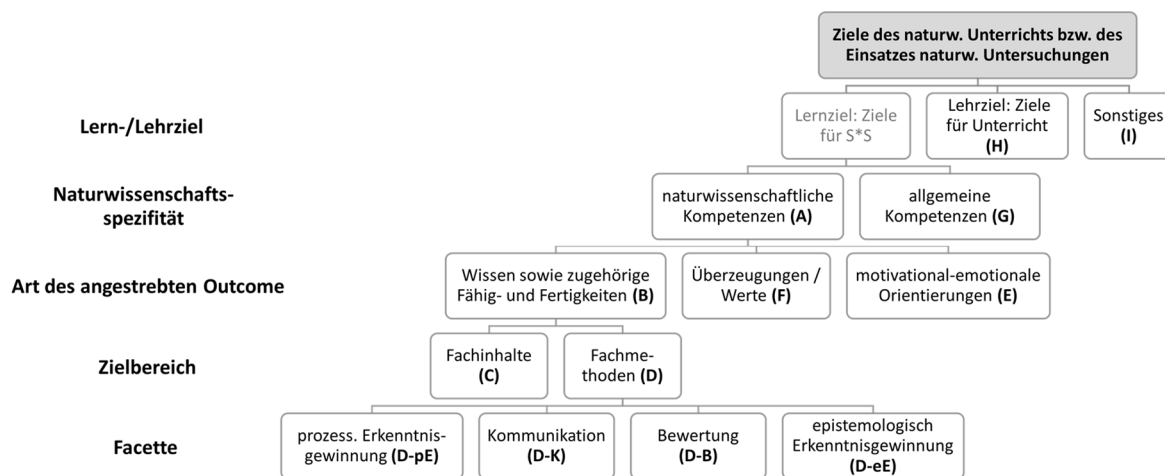 Ziele des naturw. Unterrichts bzw. des
Einsatzes naturw. Untersuchungen
Lern-/Lehrziel
Lernziel: Ziele
für S*S
Lehrziel: Ziele
für Unterricht
(H)
Sonstiges
(I)
Naturwissenschafts-
spezifität
naturwissenschaftliche
Kompetenzen (A)
allgemeine
Kompetenzen (G)
Art des angestrebten Outcome
Wissen sowie zugehörige
Fähig- und Fertigkeiten (B)
Überzeugungen /
Werte (F)
motivational-emotionale
Orientierungen (E)
Zielbereich
Fachinhalte
(C)
Fachme-
thoden (D)
Facette
prozess. Erkenntnis-
gewinnung (D-pE)
Kommunikation
(D-K)
Bewertung
(D-B)
epistemologisch
Erkenntnisgewinnung
(D-eE)